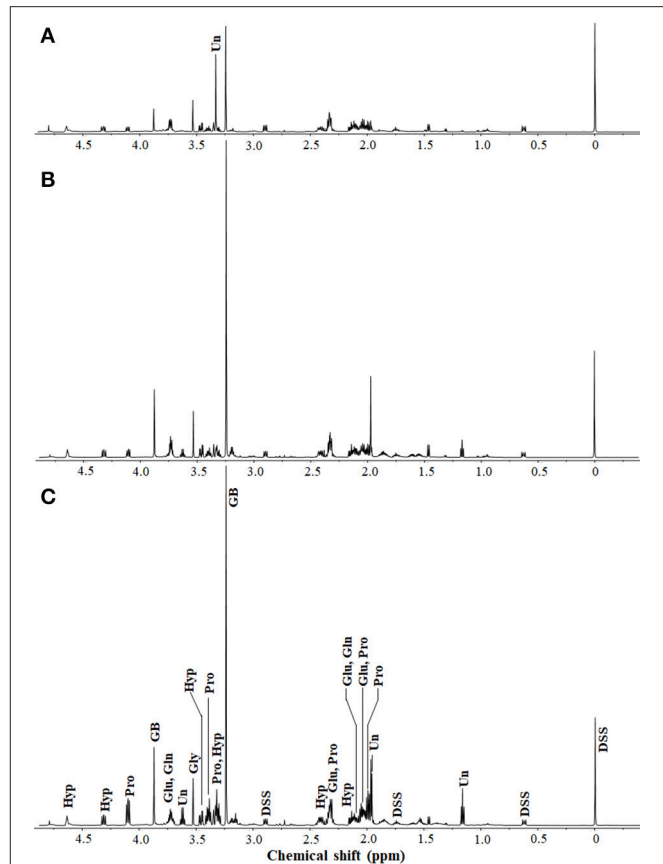 A
Un
4.5 4.0 3.5 3.0 2.5 2.0 1.5 1.0 0.5 0
B
4.5 4.0 3.5 3.0 2.5 2.0 1.5 1.0 0.5 0
C
GB
Hyp
Hyp
Pro
GB
Glu, Gln
Un
Gly
Hyp
Pro
Pro, Hyp
DSS
Hyp
Glu, Pro
Hyp
Glu, Gln
Glu, Pro
Pro
Un
DSS
Un
DSS
DSS
4.5 4.0 3.5 3.0 2.5 2.0 1.5 1.0 0.5 0
Chemical shift (ppm)